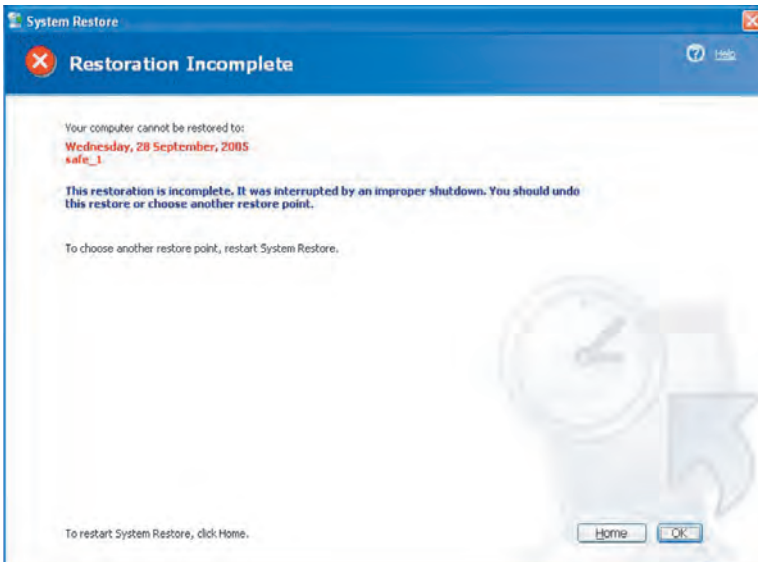 System Restore
Restoration Incomplete
Help
Your computer cannot be restored to:
Wednesday, 28 September, 2005
safe_1
This restoration is incomplete. It was interrupted by an improper shutdown. You should undo
this restore or choose another restore point.
To choose another restore point, restart System Restore.
To restart System Restore, click Home.
Home
OK